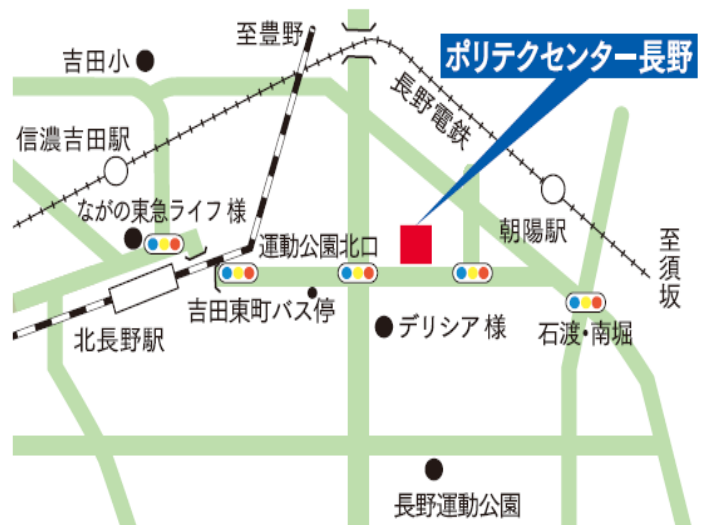 至豊野
吉田小
ポリテクセンター長野
長野電鉄
信濃吉田駅
ながの東急ライフ 様
運動公園北口
朝陽駅
至須坂
吉田東町バス停
北長野駅
デリシア 様
石渡・南堀
長野運動公園